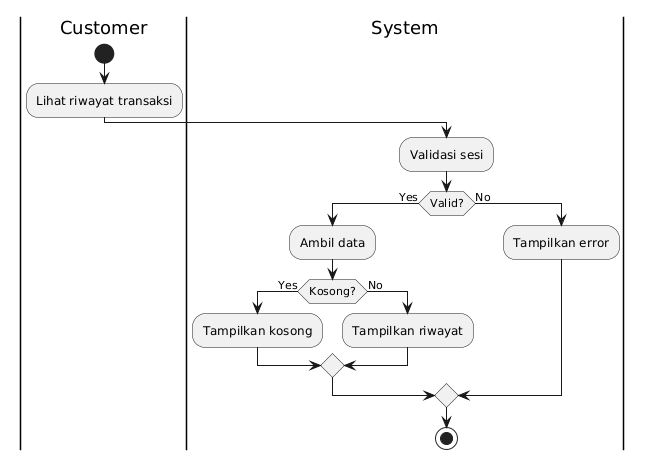 Customer
System
Lihat riwayat transaksi
Validasi sesi
Yes
Valid?
No
Ambil data
Tampilkan error
Yes
Kosong?
No
Tampilkan kosong
Tampilkan riwayat